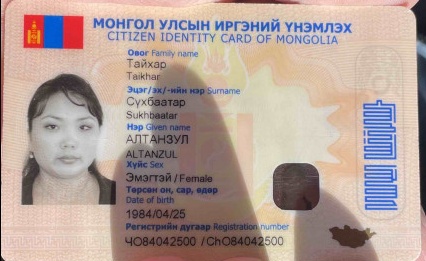 МОНГОЛ УЛСЫН ИРГЭНИЙ ҮНЭМЛЭХ
CITIZEN IDENTITY CARD OF MONGOLIA
Овог Family name
Тайхар
Taikhar
Эцэг/эх/-ийн нэр Surname
Сүхбаатар
Sukhbaatar
Нэр Given name
АЛТАНЗУЛ
ALTANZUL
Хүйс Sex
Эмэгтэй / Female
Төрсөн он, сар, өдөр
Date of birth
1984/04/25
Регистрийн дугаар Registration number
ЧО84042500 /ChO84042500